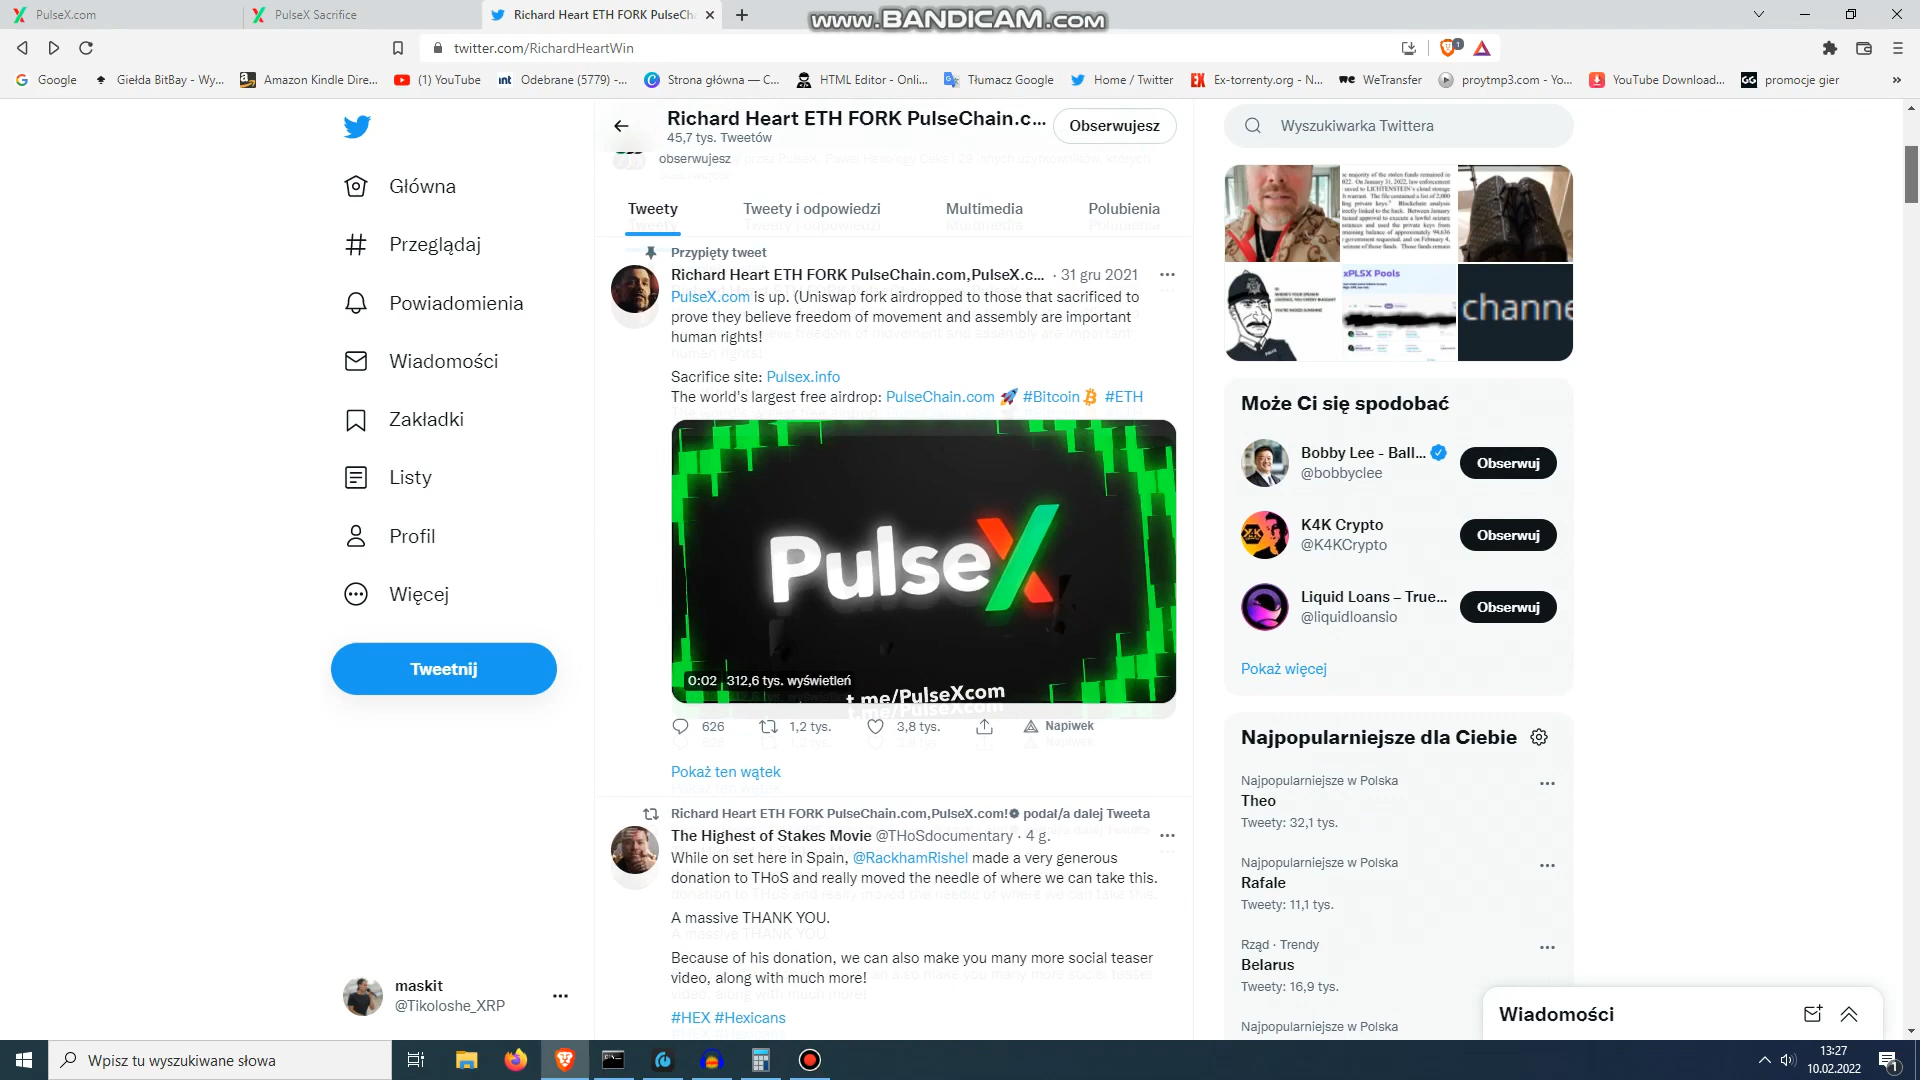 PulseX.com
PulseX Sacrifice
Richard Heart ETH FORK PulseCh
www.BANDICAM.com
twitter.com/RichardHeartWin
1
Google
Giełda BitBay - Wy...
Amazon Kindle Dire...
(1) YouTube
int
Odebrane (5779) -...
Strona główna — C...
HTML Editor - Onli...
Tłumacz Google
Home / Twitter
EX
Ex-torrenty.org - N...
we
WeTransfer
proytmp3.com - Yo...
YouTube Download...
GG
promocje gier
Richard Heart ETH FORK PulseChain.c...
45,7 tys. Tweetów
Obserwujesz
Wyszukiwarka Twittera
obserwujesz
Główna
Przeglądaj
Powiadomienia
Wiadomości
Zakładki
Listy
Profil
Więcej
Tweetnij
maskit
@Tikoloshe_XRP
Tweety
Tweety i odpowiedzi
Multimedia
Polubienia
Przypięty tweet
Richard Heart ETH FORK PulseChain.com,PulseX.c... · 31 gru 2021
PulseX.com is up. (Uniswap fork airdropped to those that sacrificed to
prove they believe freedom of movement and assembly are important
human rights!
Sacrifice site: Pulsex.info
The world's largest free airdrop: PulseChain.com 🚀 #Bitcoin #ETH
PulseX
0:02
312,6 tys. wyświetleń
t.me/PulseXcom
626
1,2 tys.
3,8 tys.
Napiwek
Pokaż ten wątek
Richard Heart ETH FORK PulseChain.com,PulseX.com! podał/a dalej Tweeta
The Highest of Stakes Movie @THoSdocumentary · 4 g.
While on set here in Spain, @RackhamRishel made a very generous
donation to THoS and really moved the needle of where we can take this.
A massive THANK YOU.
Because of his donation, we can also make you many more social teaser
video, along with much more!
#HEX #Hexicans
xPLSX Pools
channe
Może Ci się spodobać
Bobby Lee - Ball...
@bobbyclee
Obserwuj
K4K Crypto
@K4KCrypto
Obserwuj
Liquid Loans – True...
@liquidloansio
Obserwuj
Pokaż więcej
Najpopularniejsze dla Ciebie
Najpopularniejsze w Polska
Theo
Tweety: 32,1 tys.
Najpopularniejsze w Polska
Rafale
Tweety: 11,1 tys.
Rząd · Trendy
Belarus
Tweety: 16,9 tys.
Najpopularniejsze w Polska
Wiadomości
Wpisz tu wyszukiwane słowa
13:27
10.02.2022
1